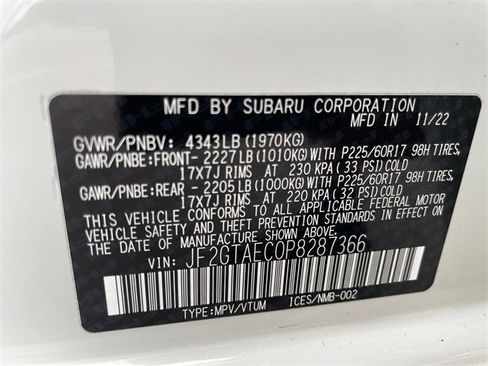 MFD BY SUBARU CORPORATION
MFD IN 11/22
GVWR/PNBV: 4343LB(1970KG)
GAWR/PNBE:FRONT- 2227LB(1010KG)WITH P225/60R17 98H TIRES,
17X7J RIMS AT 230 KPA (33 PSI)COLD
GAWR/PNBE:REAR - 2205LB(1000KG)WITH P225/60R17 98H TIRES,
17X7J RIMS AT 220 KPA (32 PSI)COLD
THIS VEHICLE CONFORMS TO ALL APPLICABLE FEDERAL MOTOR
VEHICLE SAFETY, BUMPER, AND THEFT PREVENTION STANDARDS
IN EFFECT ON THE DATE OF MANUFACTURE SHOWN ABOVE.
VIN: JF2GTAEC0P8287366
TYPE:MPV/VTUM ICES/NMB-002